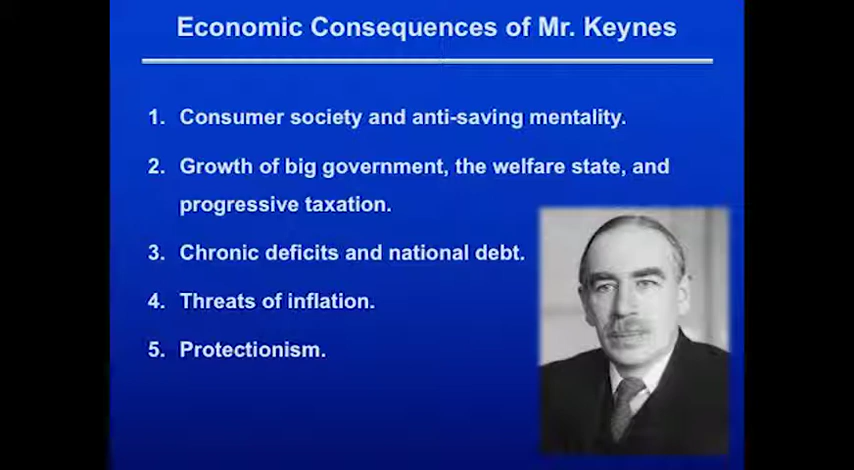 Economic Consequences of Mr. Keynes
1. Consumer society and anti-saving mentality.
2. Growth of big government, the welfare state, and
progressive taxation.
3. Chronic deficits and national debt.
4. Threats of inflation.
5. Protectionism.